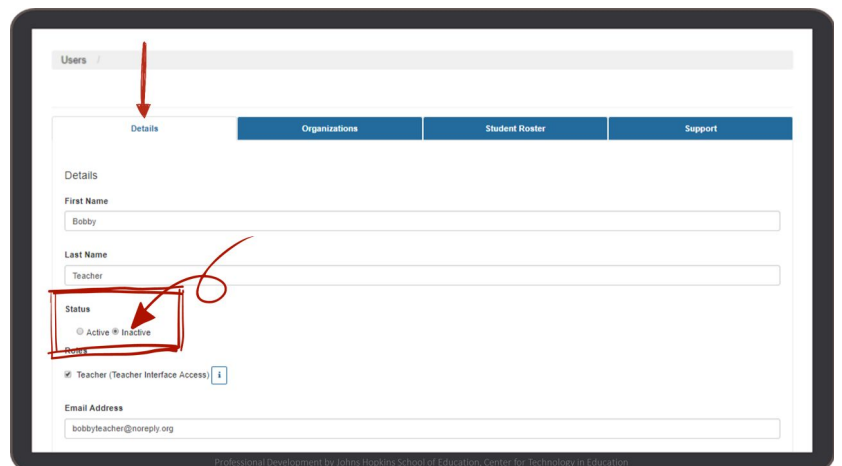 Users /
Details Organizations Student Roster Support
Details
First Name
Bobby
Last Name
Teacher
Status
Active Inactive
Roles
Teacher (Teacher Interface Access) i
Email Address
bobbyteacher@noreply.org
Professional Development by Johns Hopkins School of Education, Center for Technology in Education